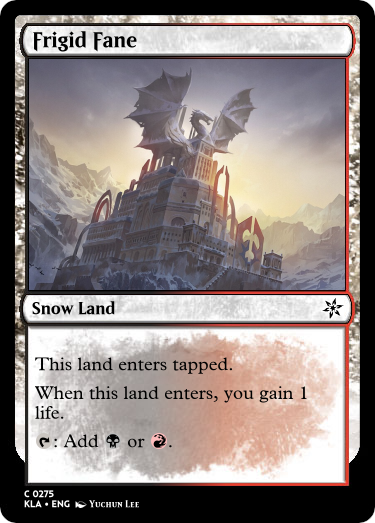 Frigid Fane
Snow Land
This land enters tapped.
When this land enters, you gain 1
life.
: Add or .
C 0275
KLA • ENG Yuchun Lee